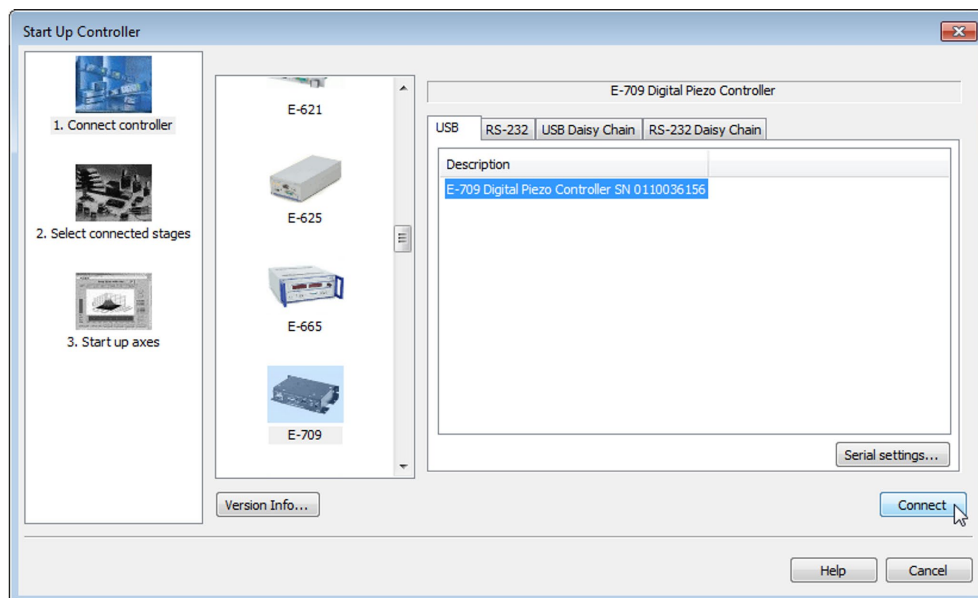 Start Up Controller
1. Connect controller
2. Select connected stages
3. Start up axes
E-621
E-625
E-665
E-709
Version Info...
E-709 Digital Piezo Controller
USB
RS-232
USB Daisy Chain
RS-232 Daisy Chain
Description
E-709 Digital Piezo Controller SN 0110036156
Serial settings...
Connect
Help
Cancel